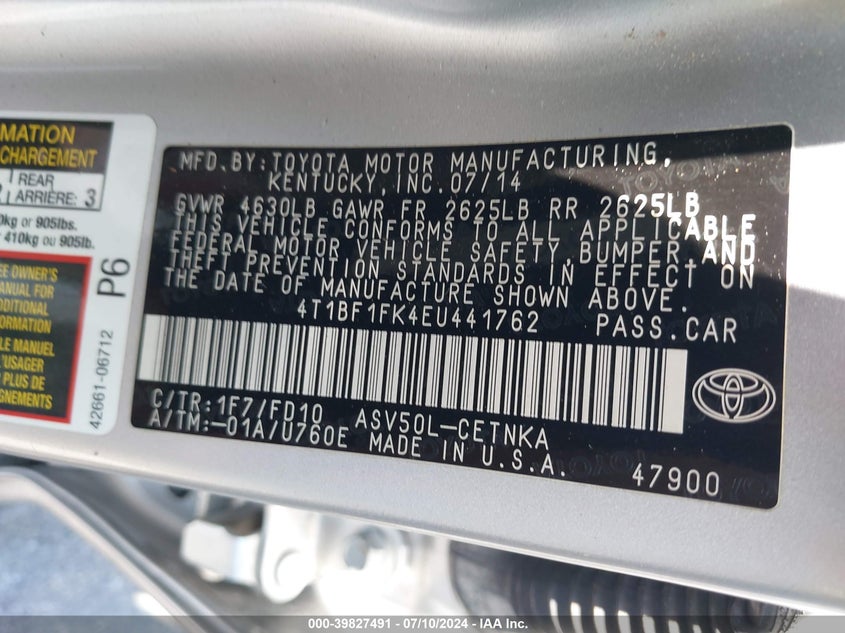 MATION
CHARGEMENT
REAR
ARRIÈRE: 3
0kg or 905lbs.
410kg ou 905lb.
EE OWNER'S
ANUAL FOR
DDITIONAL
FORMATION
LE MANUEL
L'USAGER
PLUS DE
GNEMENTS
P6
42661-06712
MFD. BY: TOYOTA MOTOR MANUFACTURING,
KENTUCKY, INC. 07/14
GVWR 4630LB GAWR FR 2625LB RR 2625LB
THIS VEHICLE CONFORMS TO ALL APPLICABLE
FEDERAL MOTOR VEHICLE SAFETY, BUMPER, AND
THEFT PREVENTION STANDARDS IN EFFECT ON
THE DATE OF MANUFACTURE SHOWN ABOVE.
4T1BF1FK4EU441762 PASS.CAR
C/TR:1F7/FD10 ASV50L-CETNKA
A/TM:-01A/U760E MADE IN U.S.A.
47900
TOYOTA
000-39827491 - 07/10/2024 - IAA Inc.